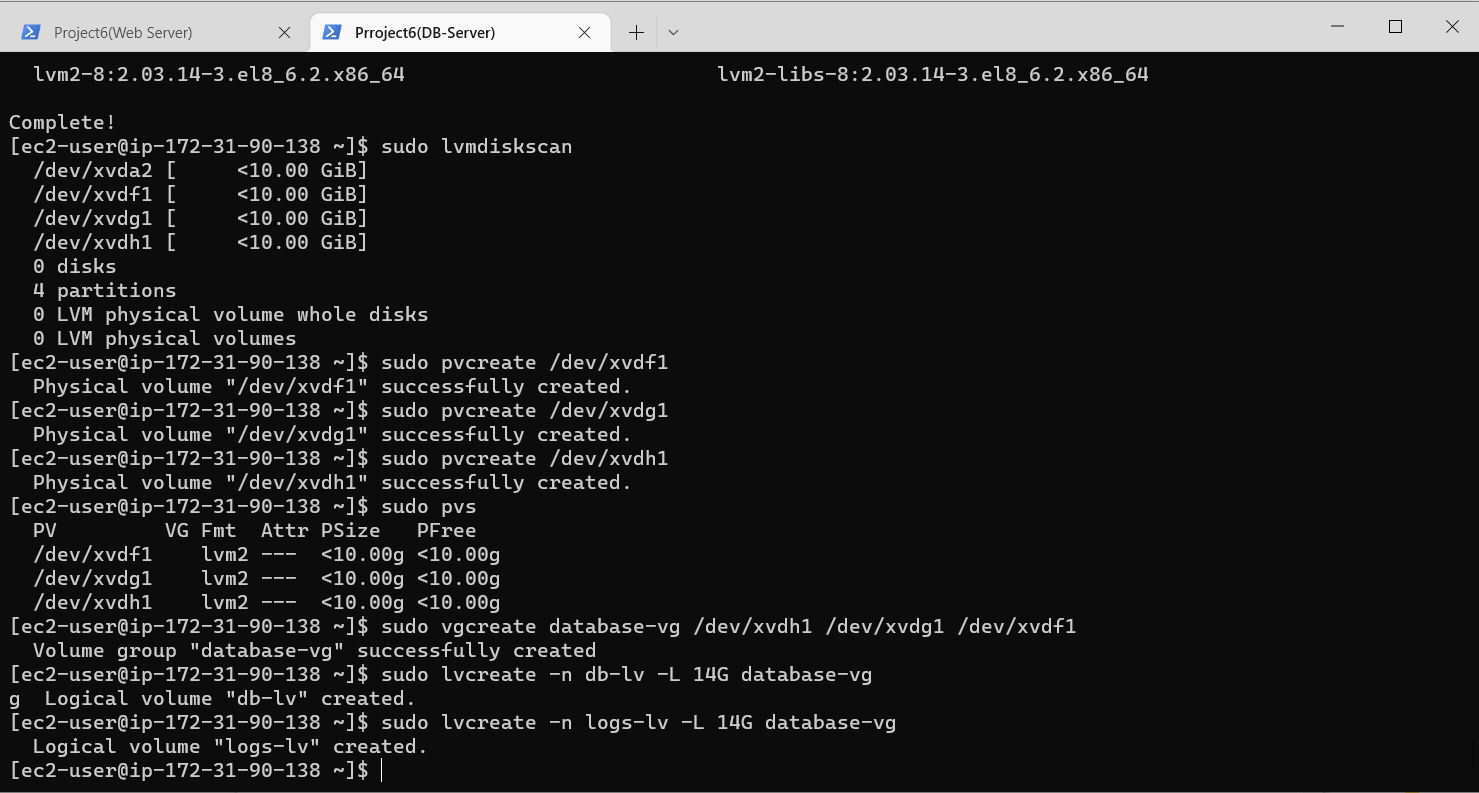 Project6(Web Server)
Prroject6(DB-Server)
lvm2-8:2.03.14-3.el8_6.2.x86_64 lvm2-libs-8:2.03.14-3.el8_6.2.x86_64
Complete!
[ec2-user@ip-172-31-90-138 ~]$ sudo lvmdiskscan
/dev/xvda2 [ <10.00 GiB]
/dev/xvdf1 [ <10.00 GiB]
/dev/xvdg1 [ <10.00 GiB]
/dev/xvdh1 [ <10.00 GiB]
0 disks
4 partitions
0 LVM physical volume whole disks
0 LVM physical volumes
[ec2-user@ip-172-31-90-138 ~]$ sudo pvcreate /dev/xvdf1
Physical volume "/dev/xvdf1" successfully created.
[ec2-user@ip-172-31-90-138 ~]$ sudo pvcreate /dev/xvdg1
Physical volume "/dev/xvdg1" successfully created.
[ec2-user@ip-172-31-90-138 ~]$ sudo pvcreate /dev/xvdh1
Physical volume "/dev/xvdh1" successfully created.
[ec2-user@ip-172-31-90-138 ~]$ sudo pvs
PV VG Fmt Attr PSize PFree
/dev/xvdf1 lvm2 --- <10.00g <10.00g
/dev/xvdg1 lvm2 --- <10.00g <10.00g
/dev/xvdh1 lvm2 --- <10.00g <10.00g
[ec2-user@ip-172-31-90-138 ~]$ sudo vgcreate database-vg /dev/xvdh1 /dev/xvdg1 /dev/xvdf1
Volume group "database-vg" successfully created
[ec2-user@ip-172-31-90-138 ~]$ sudo lvcreate -n db-lv -L 14G database-vg
g Logical volume "db-lv" created.
[ec2-user@ip-172-31-90-138 ~]$ sudo lvcreate -n logs-lv -L 14G database-vg
Logical volume "logs-lv" created.
[ec2-user@ip-172-31-90-138 ~]$